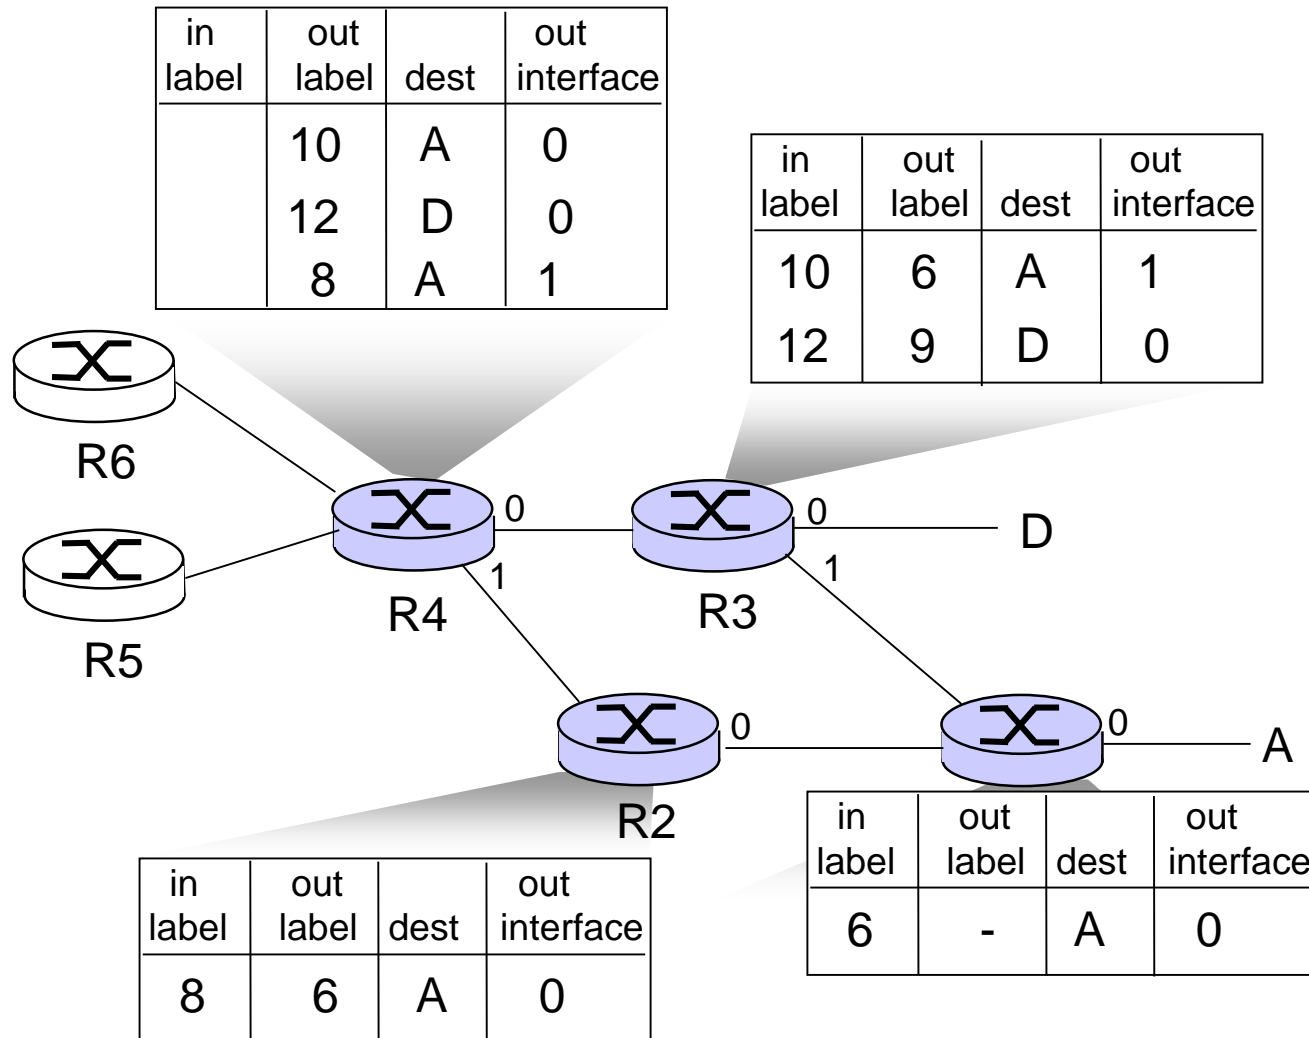 in out out
label label dest interface
10 A 0
12 D 0
8 A 1
in out out
label label dest interface
10 6 A 1
12 9 D 0
R6
R5
R4
0
1
R3
0
1
D
R2
0
0
A
in out out
label label dest interface
8 6 A 0
in out out
label label dest interface
6 - A 0